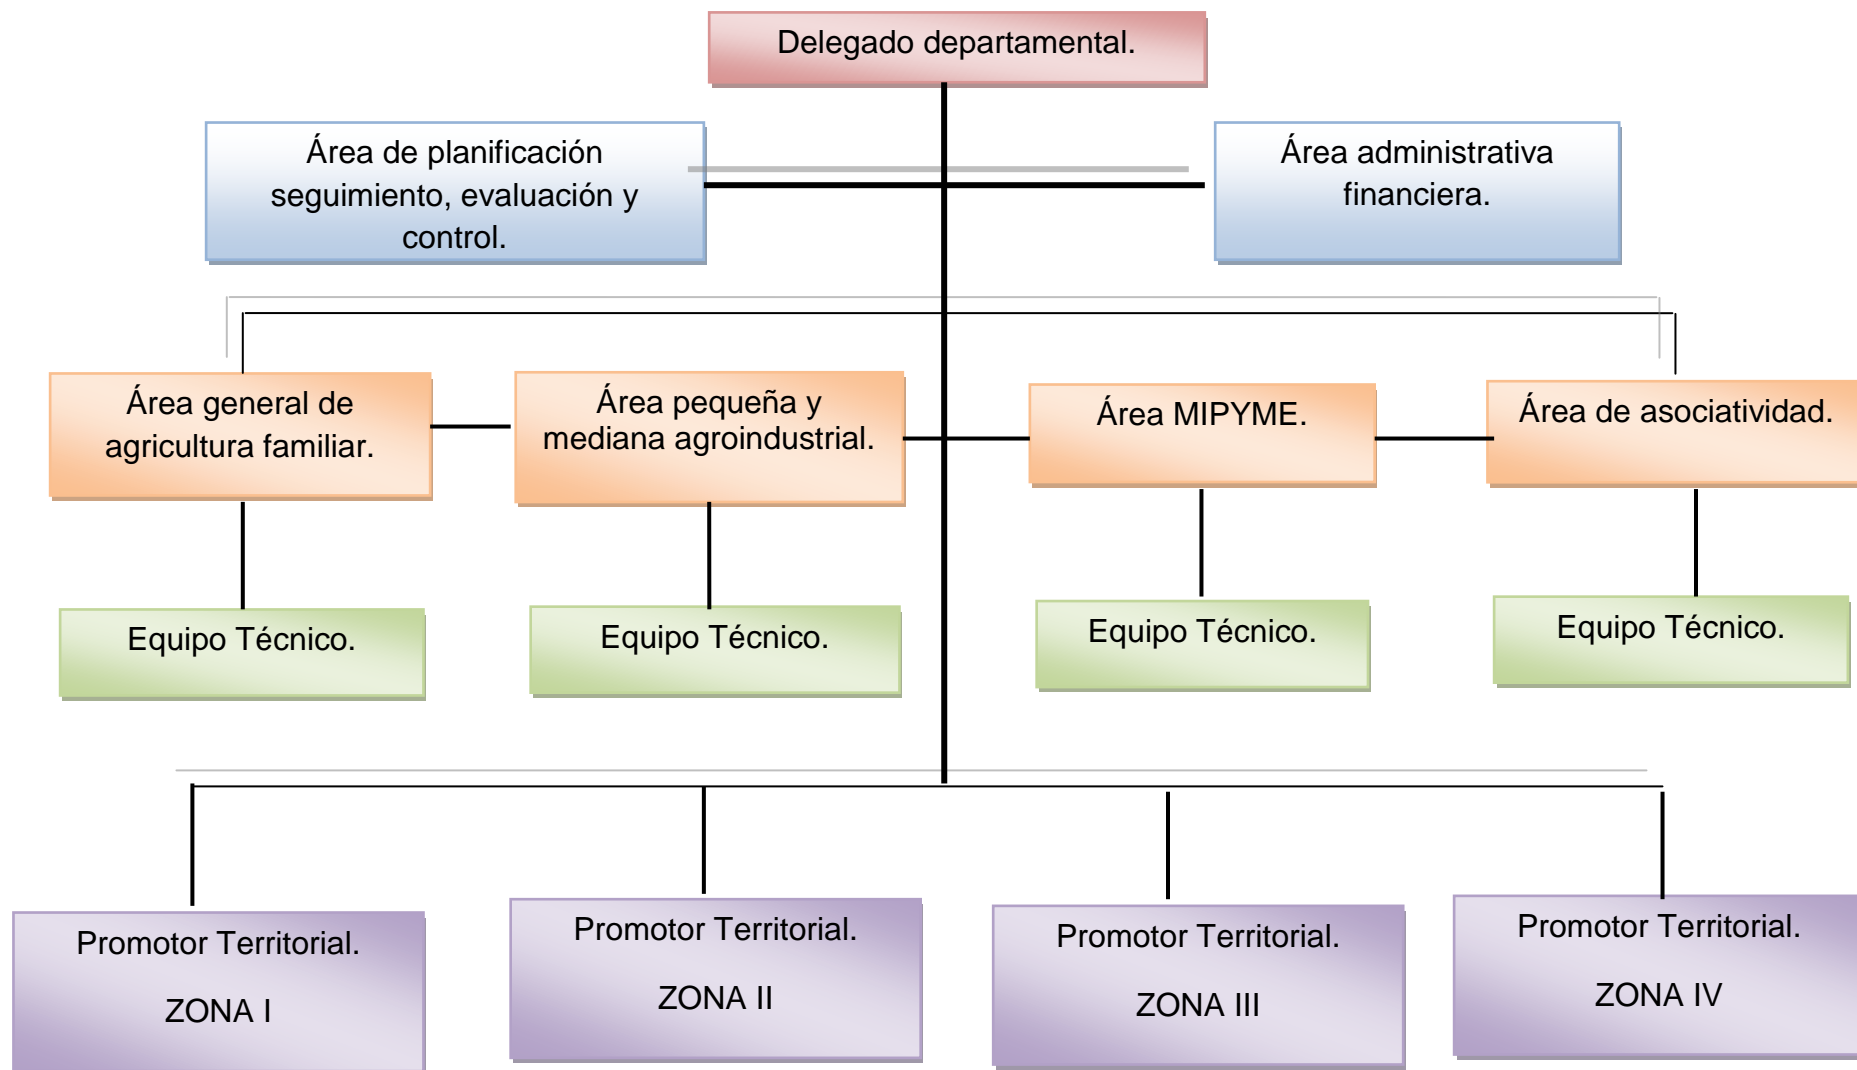 Delegado departamental.
Área de planificación
seguimiento, evaluación y
control.
Área administrativa
financiera.
Área general de
agricultura familiar.
Área pequeña y
mediana agroindustrial.
Área MIPYME.
Área de asociatividad.
Equipo Técnico.
Equipo Técnico.
Equipo Técnico.
Equipo Técnico.
Promotor Territorial.
ZONA I
Promotor Territorial.
ZONA II
Promotor Territorial.
ZONA III
Promotor Territorial.
ZONA IV